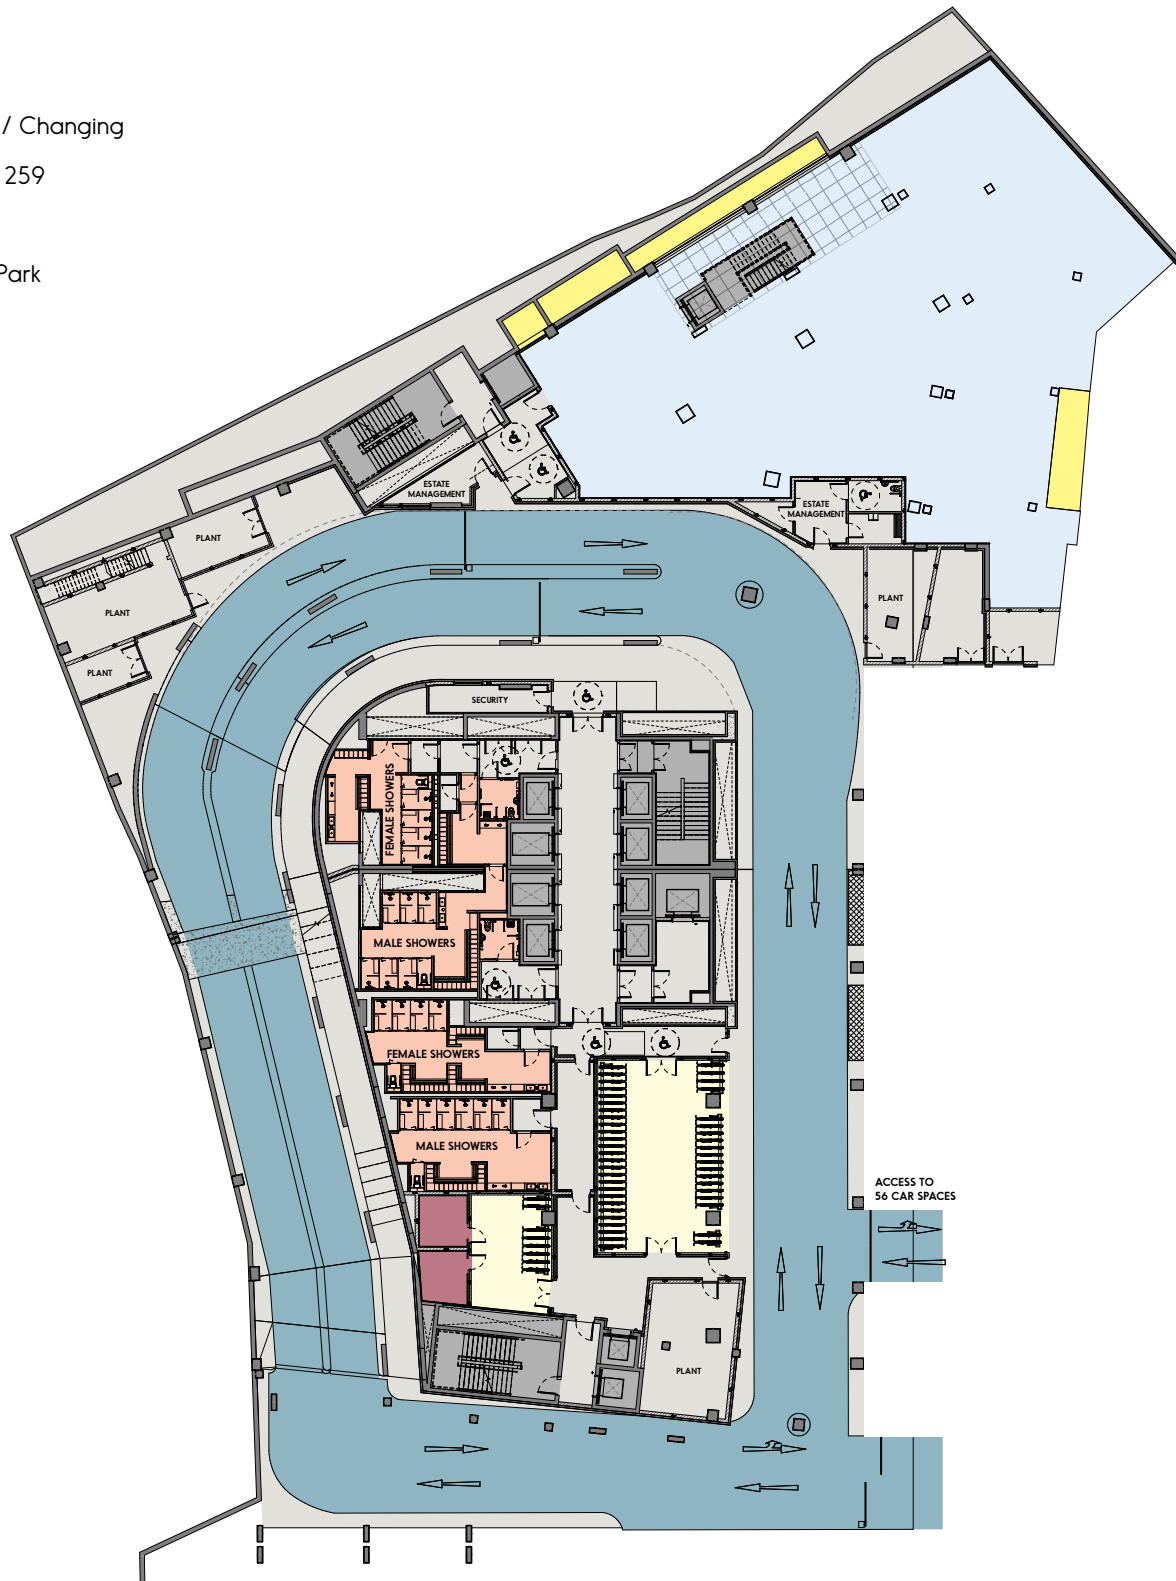 / Changing
259
Park
ESTATE
MANAGEMENT
ESTATE
MANAGEMENT
PLANT
PLANT
PLANT
PLANT
SECURITY
FEMALE SHOWERS
MALE SHOWERS
FEMALE SHOWERS
MALE SHOWERS
ACCESS TO
56 CAR SPACES
PLANT